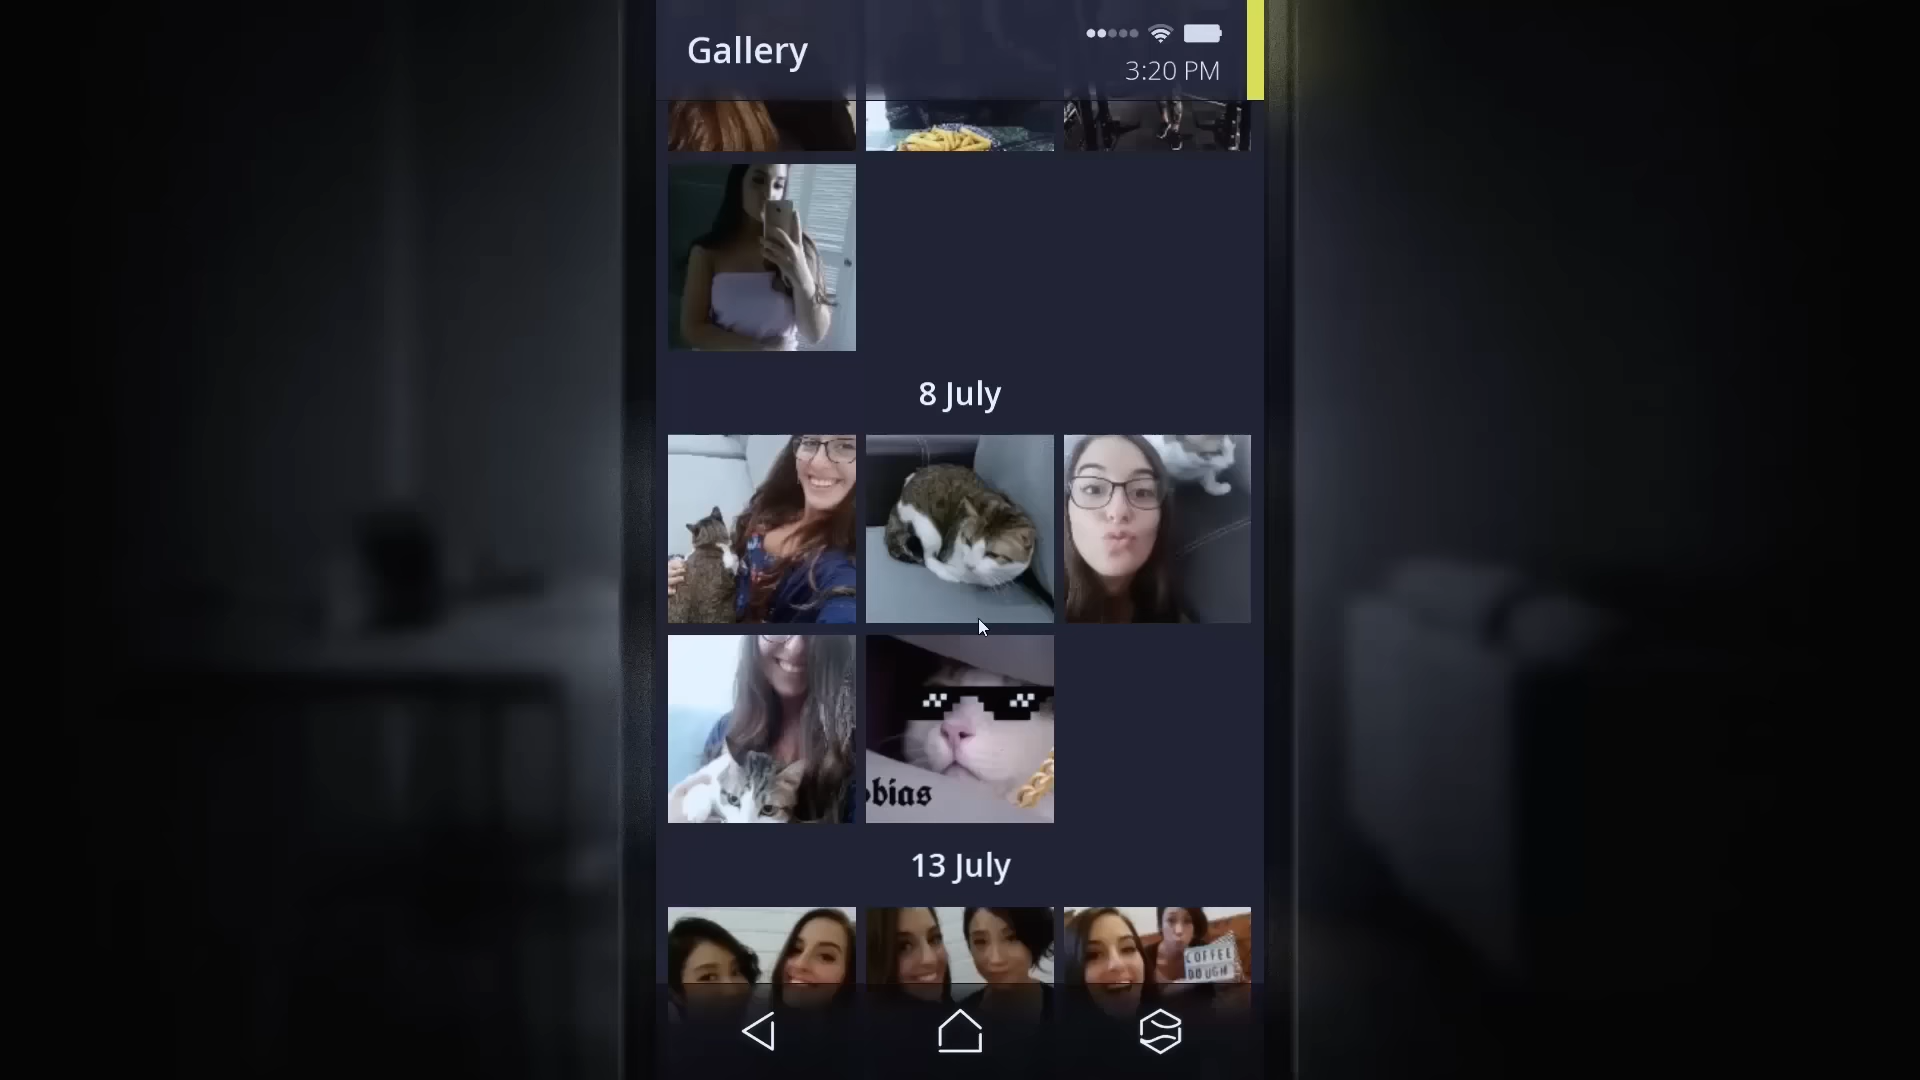 Gallery
3:20 PM
8 July
bias
13 July
COFFEE
DOUGH